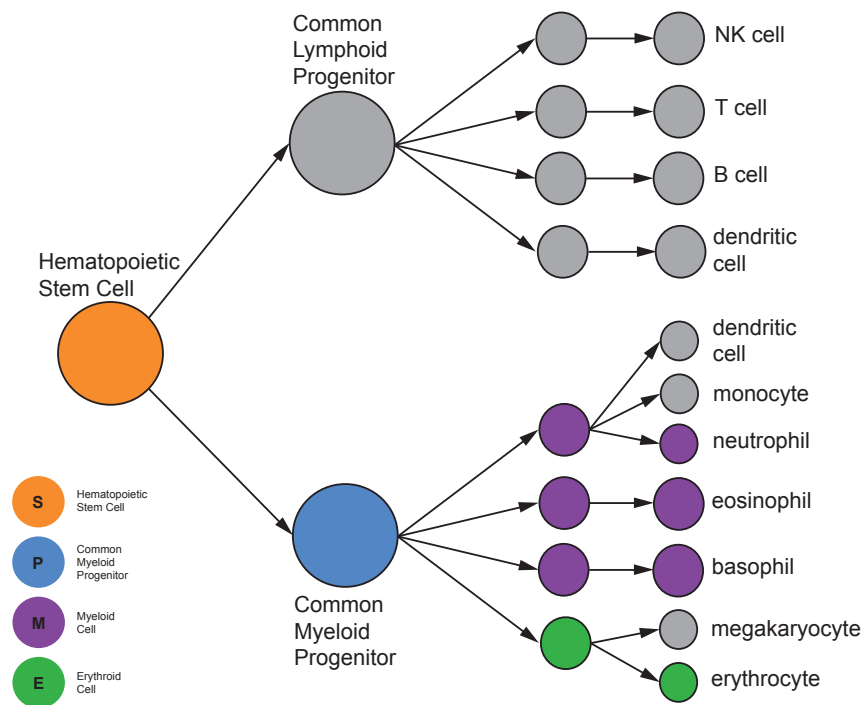 Common
Lymphoid
Progenitor
NK cell
T cell
B cell
dendritic
cell
Hematopoietic
Stem Cell
dendritic
cell
monocyte
neutrophil
eosinophil
basophil
megakaryocyte
erythrocyte
Common
Myeloid
Progenitor
S
Hematopoietic
Stem Cell
P
Common
Myeloid
Progenitor
M
Myeloid
Cell
E
Erythroid
Cell